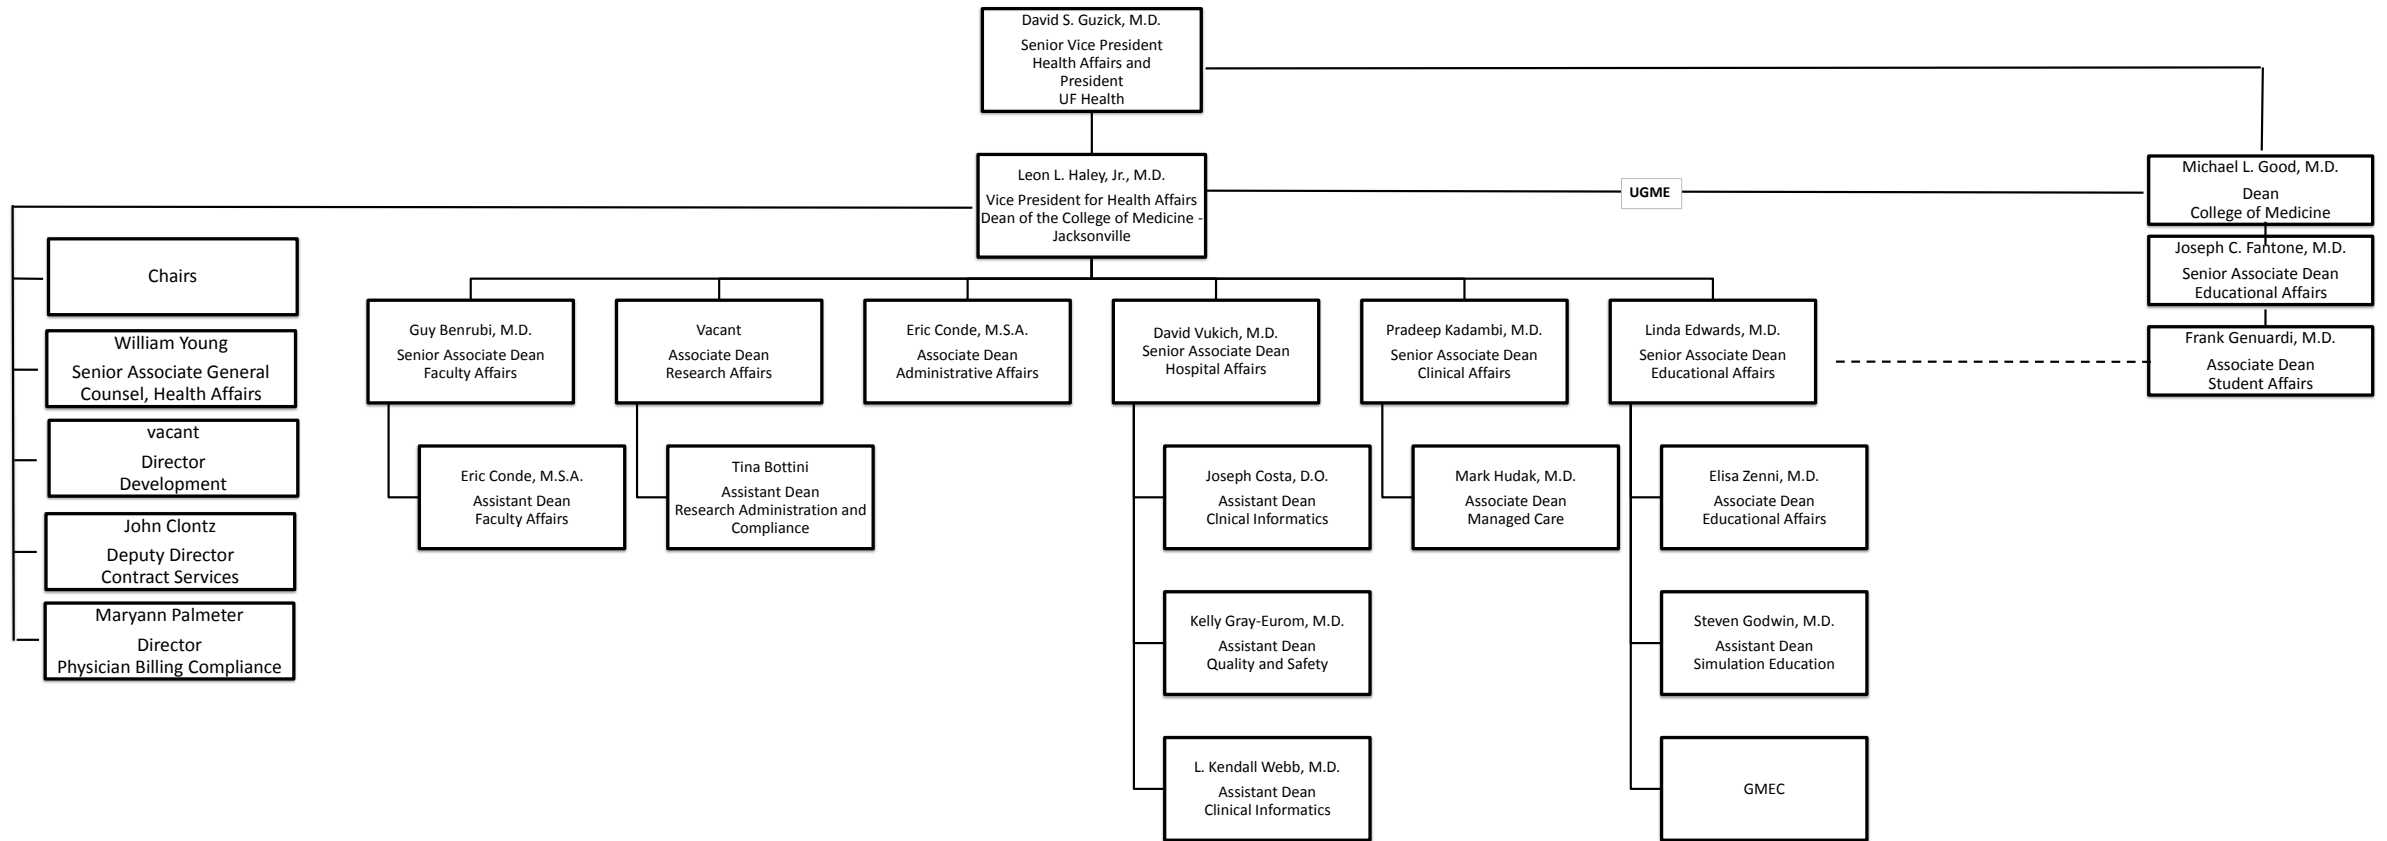 David S. Guzick, M.D.
Senior Vice President
Health Affairs and
President
UF Health
Leon L. Haley, Jr., M.D.
Vice President for Health Affairs
Dean of the College of Medicine -
Jacksonville
UGME
Michael L. Good, M.D.
Dean
College of Medicine
Joseph C. Fantone, M.D.
Senior Associate Dean
Educational Affairs
Frank Genuardi, M.D.
Associate Dean
Student Affairs
Chairs
William Young
Senior Associate General
Counsel, Health Affairs
vacant
Director
Development
John Clontz
Deputy Director
Contract Services
Maryann Palmeter
Director
Physician Billing Compliance
Guy Benrubi, M.D.
Senior Associate Dean
Faculty Affairs
Vacant
Associate Dean
Research Affairs
Eric Conde, M.S.A.
Associate Dean
Administrative Affairs
David Vukich, M.D.
Senior Associate Dean
Hospital Affairs
Pradeep Kadambi, M.D.
Senior Associate Dean
Clinical Affairs
Linda Edwards, M.D.
Senior Associate Dean
Educational Affairs
Eric Conde, M.S.A.
Assistant Dean
Faculty Affairs
Tina Bottini
Assistant Dean
Research Administration and
Compliance
Joseph Costa, D.O.
Assistant Dean
Clnical Informatics
Mark Hudak, M.D.
Associate Dean
Managed Care
Elisa Zenni, M.D.
Associate Dean
Educational Affairs
Kelly Gray-Eurom, M.D.
Assistant Dean
Quality and Safety
Steven Godwin, M.D.
Assistant Dean
Simulation Education
L. Kendall Webb, M.D.
Assistant Dean
Clinical Informatics
GMEC